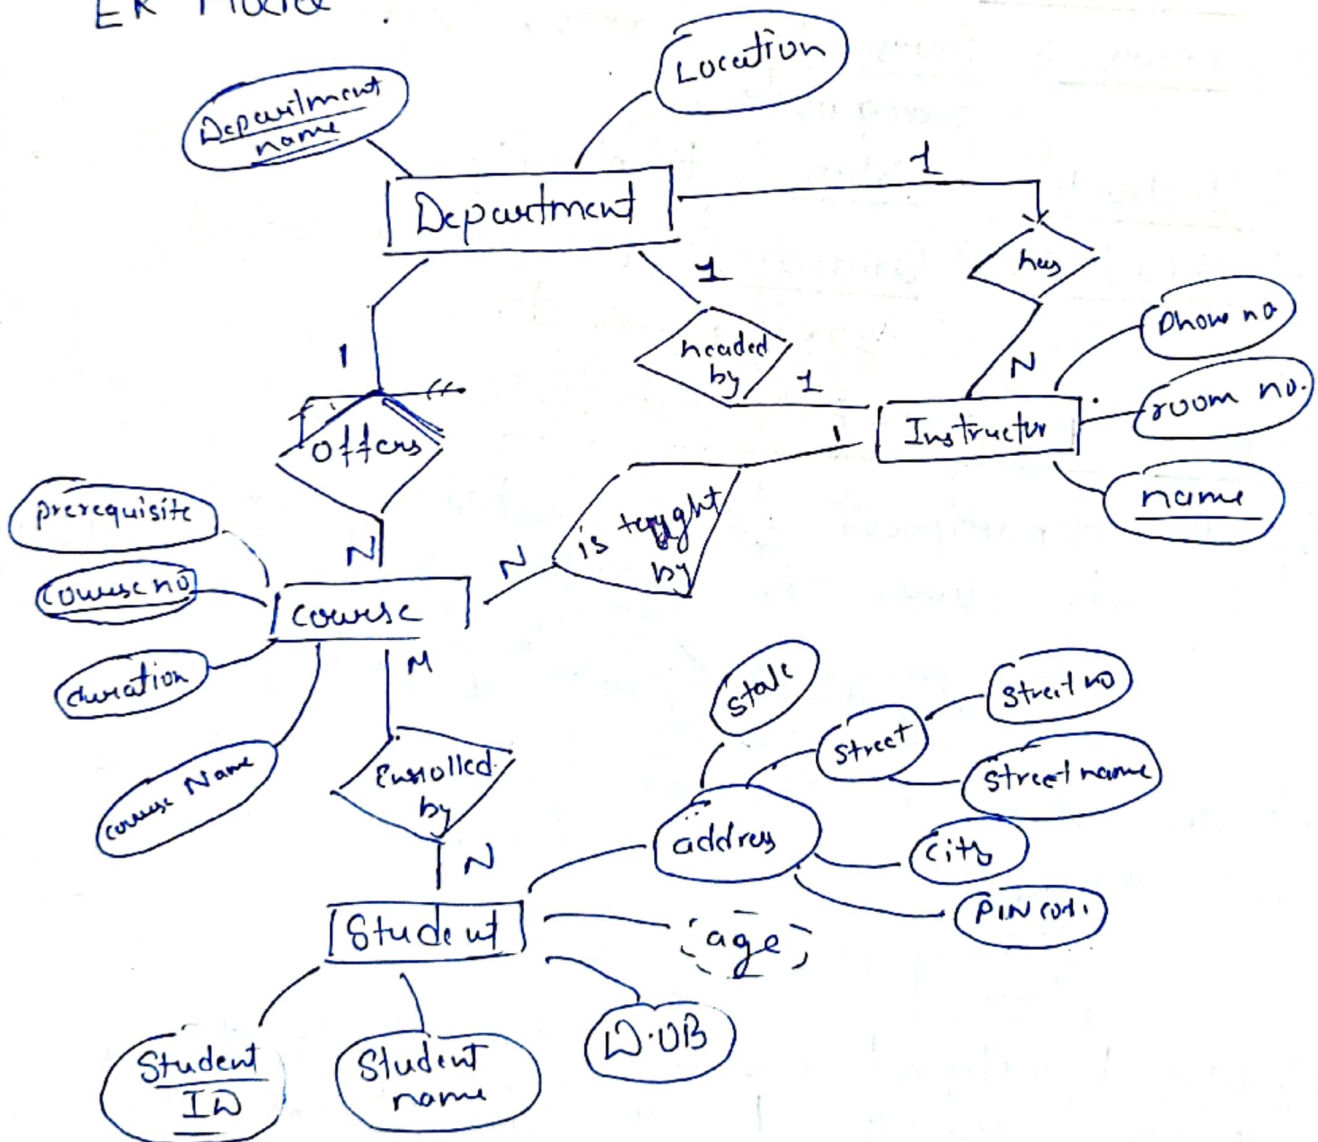 ER Model
Location
Department
name
1
Department
has
1
Phone no
headed
by
1
N
1
room no.
Instructor
1
Offers
name
prerequisite
is taught
by
N
N
course no
course
M
duration
state
Street no
Street
Street name
course Name
Enrolled
by
address
city
N
PIN code
Student
age
D.OB
Student
ID
Student
name